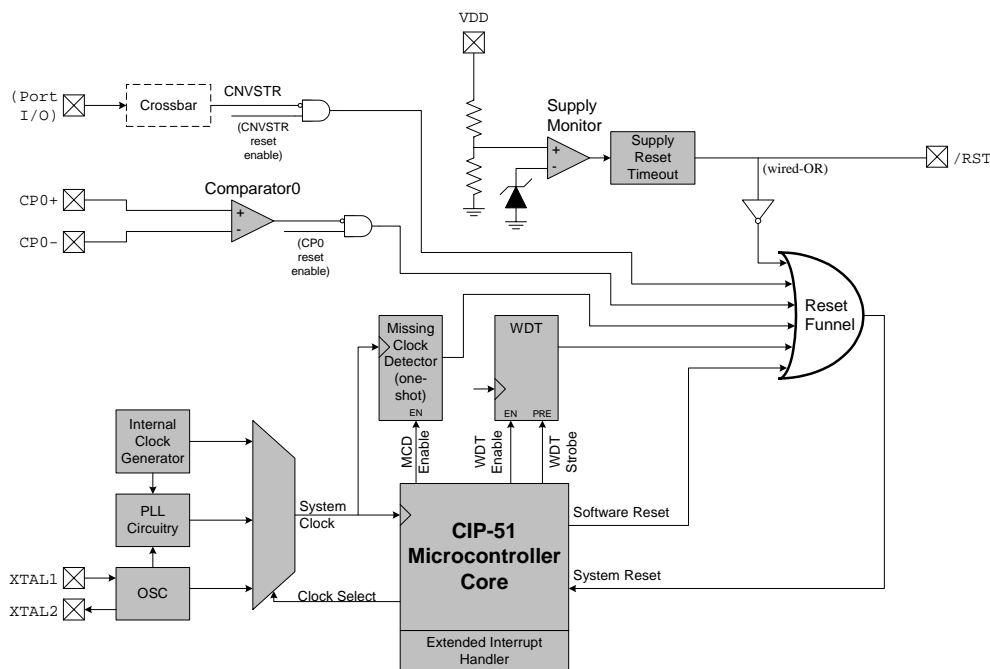 VDD
(Port
I/O)
Crossbar
CNVSTR
(CNVSTR
reset
enable)
Supply
Monitor
+
-
Supply
Reset
Timeout
(wired-OR)
/RST
Comparator0
CP0+
CP0-
+
-
(CP0
reset
enable)
Reset
Funnel
Missing
Clock
Detector
(one-
shot)
EN
WDT
EN
PRE
MCD
Enable
WDT
Enable
WDT
Strobe
Internal
Clock
Generator
PLL
Circuitry
OSC
XTAL1
XTAL2
System
Clock
Clock Select
CIP-51
Microcontroller
Core
Software Reset
System Reset
Extended Interrupt
Handler